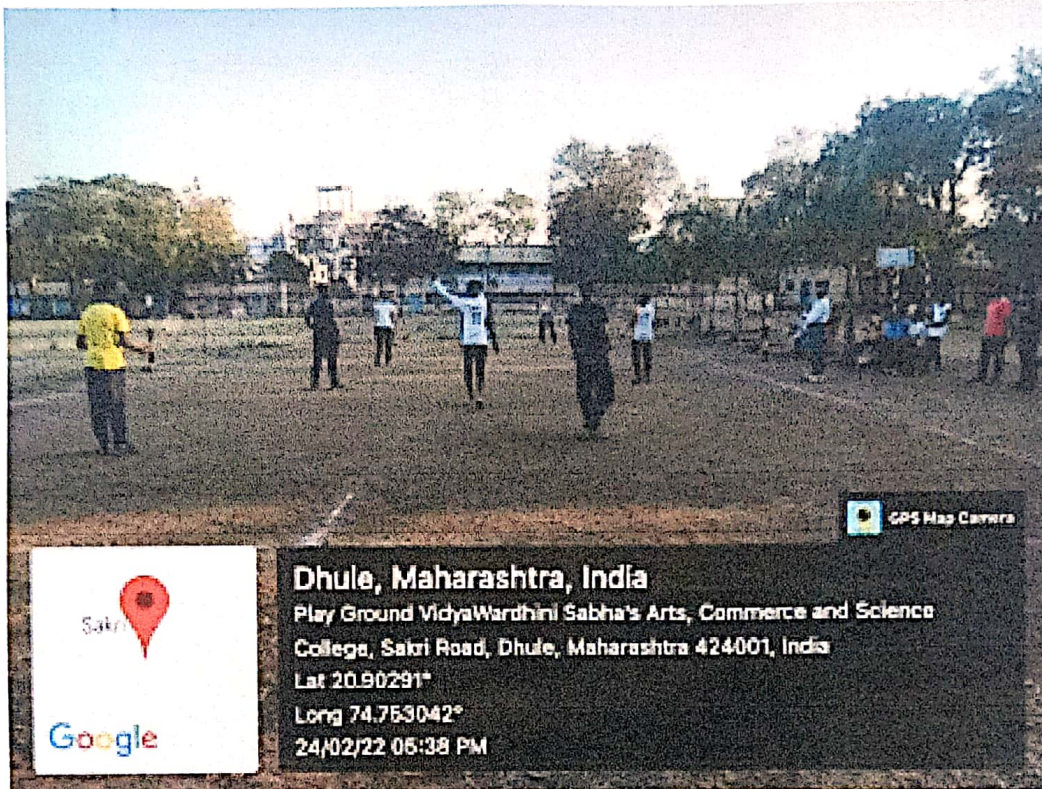 GPS Map Camera
Dhule, Maharashtra, India
Play Ground VidyaWardhini Sabha's Arts, Commerce and Science
College, Sakri Road, Dhule, Maharashtra 424001, India
Lat 20.90291°
Long 74.753042°
24/02/22 05:38 PM
Google